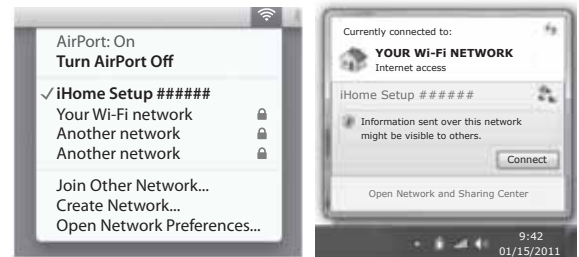 AirPort: On
Turn AirPort Off
✓ iHome Setup ######
Your Wi-Fi network
Another network
Another network
Join Other Network...
Create Network...
Open Network Preferences...
Currently connected to:
YOUR Wi-Fi NETWORK
Internet access
iHome Setup ######
Information sent over this network
might be visible to others.
Connect
Open Network and Sharing Center
9:42
01/15/2011